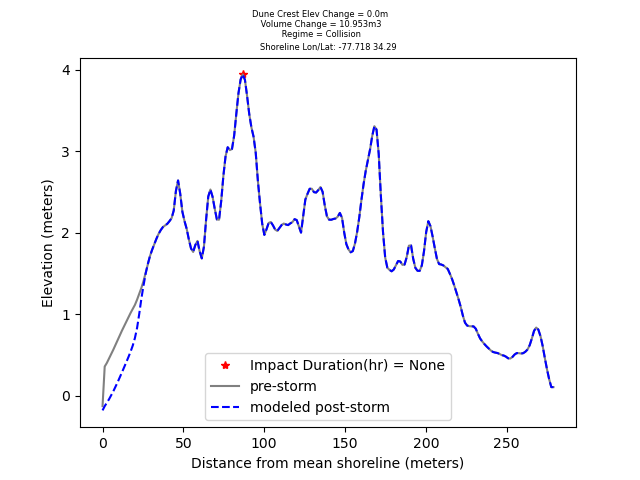 Dune Crest Elev Change = 0.0m
Volume Change = 10.953m3
Regime = Collision
Shoreline Lon/Lat: -77.718 34.29
4
3
2
1
0
Elevation (meters)
Impact Duration(hr) = None
pre-storm
modeled post-storm
0 50 100 150 200 250
Distance from mean shoreline (meters)